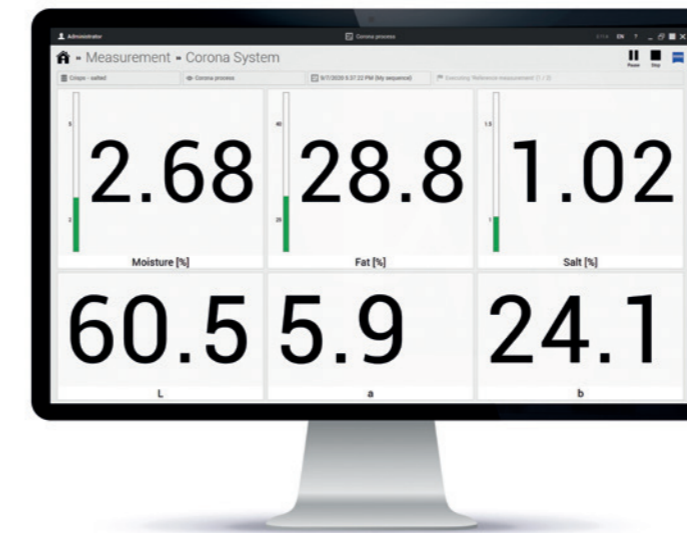 Administrator
Corona process
EN ?
Measurement - Corona System
Pause Stop
Crisps - salted
Corona process
9/7/2020 5:37:22 PM (My sequence)
Executing 'Reference measurement' (1 / 3)
5
2
2.68
Moisture [%]
40
25
28.8
Fat [%]
1.5
1
1.02
Salt [%]
60.5
L
5.9
a
24.1
b